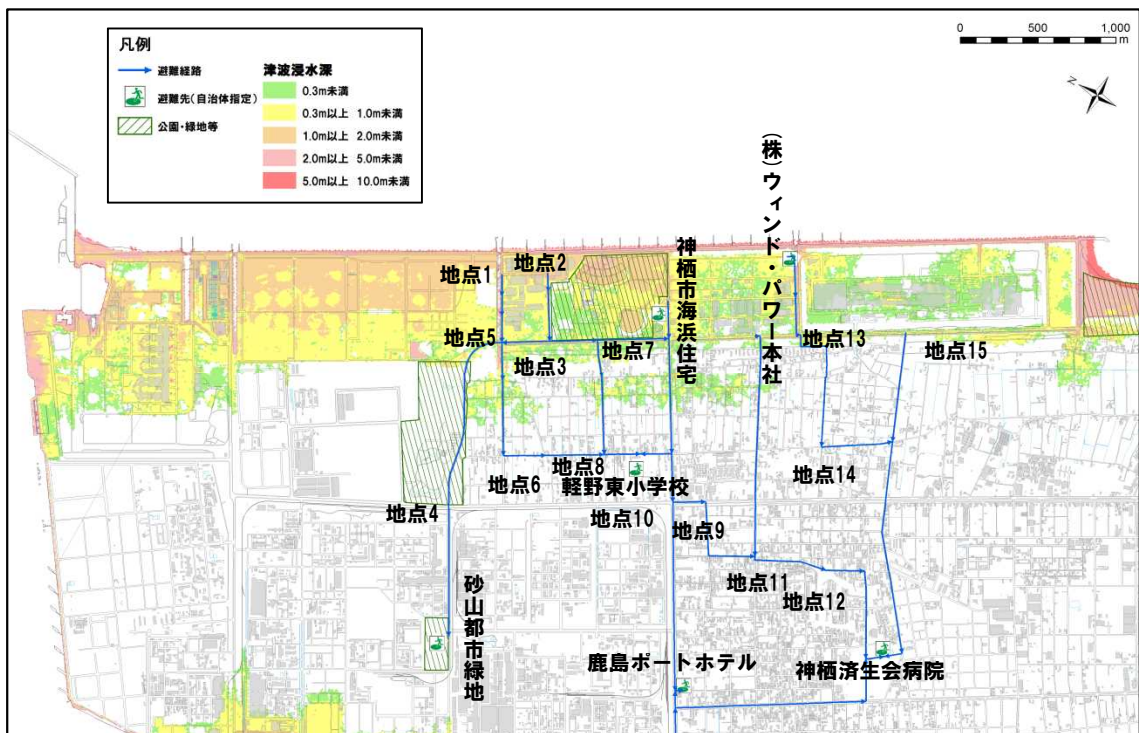 凡例
避難経路
避難先(自治体指定)
公園・緑地等
津波浸水深
0.3m未満
0.3m以上 1.0m未満
1.0m以上 2.0m未満
2.0m以上 5.0m未満
5.0m以上 10.0m未満
0 500 1,000
m
N
(株)ウィンド・パワー本社
神栖市海浜住宅
地点1
地点2
地点5
地点3
地点7
地点13
地点15
地点8
地点6
軽野東小学校
地点14
地点4
地点10
地点9
地点11
地点12
砂山都市緑地
鹿島ポートホテル
神栖済生会病院